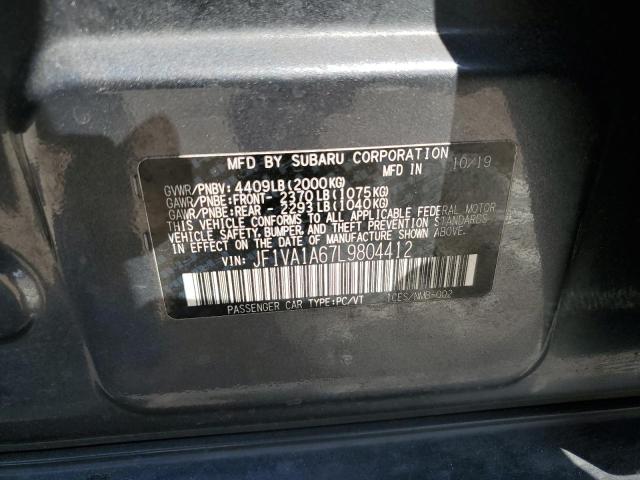 MFD BY SUBARU CORPORATION
MFD IN 10/19
GVWR/PNBV: 4409LB(2000KG)
GAWR/PNBE:FRONT- 2370LB(1075KG)
GAWR/PNBE:REAR - 2293LB(1040KG)
THIS VEHICLE CONFORMS TO ALL APPLICABLE FEDERAL MOTOR
VEHICLE SAFETY, BUMPER, AND THEFT PREVENTION STANDARDS
IN EFFECT ON THE DATE OF MANUFACTURE SHOWN ABOVE.
VIN: JF1VA1A67L9804412
PASSENGER CAR TYPE:PC/VT 1CES/NMB-002